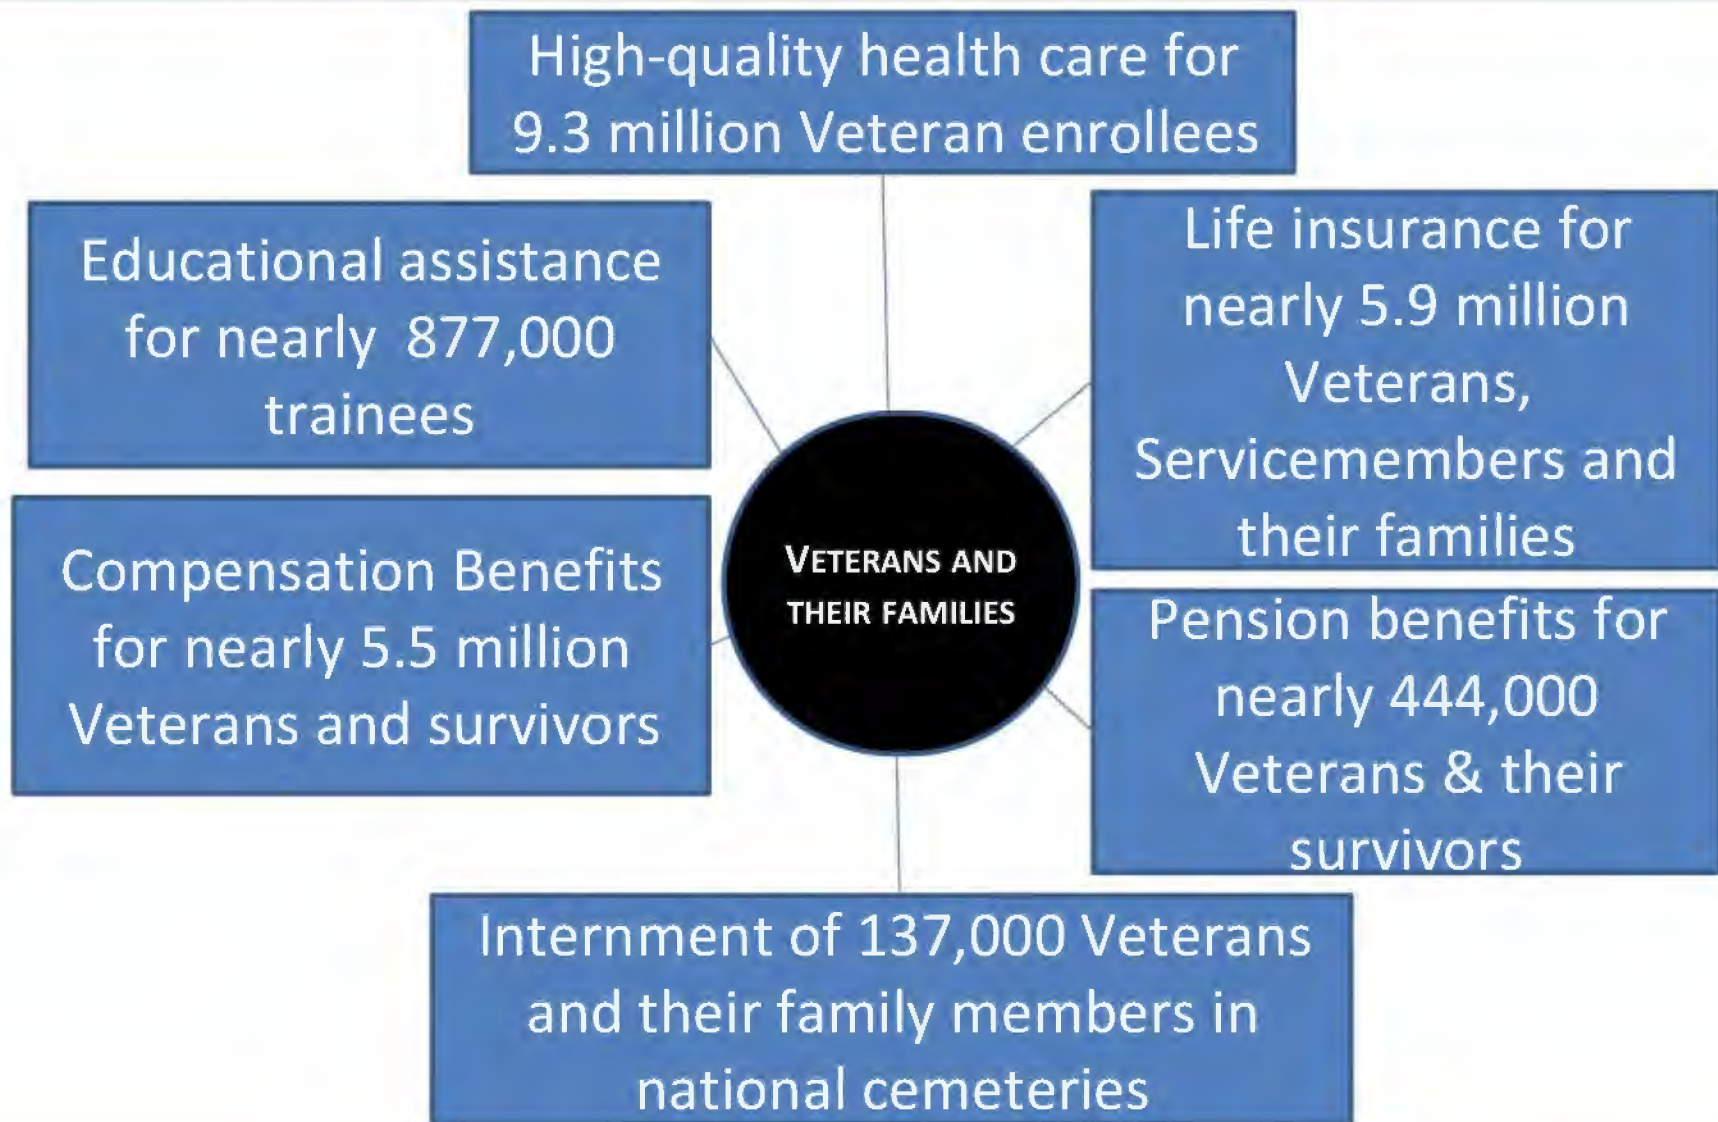 High-quality health care for
9.3 million Veteran enrollees
Educational assistance
for nearly 877,000
trainees
Life insurance for
nearly 5.9 million
Veterans,
Servicemembers and
their families
Compensation Benefits
for nearly 5.5 million
Veterans and survivors
VETERANS AND
THEIR FAMILIES
Pension benefits for
nearly 444,000
Veterans & their
survivors
Internment of 137,000 Veterans
and their family members in
national cemeteries